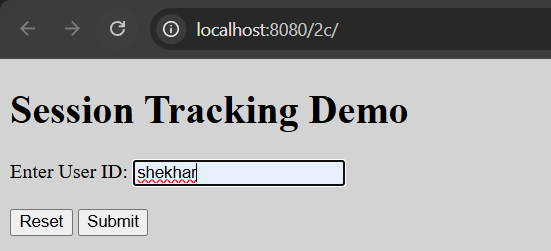 localhost:8080/2c/
Session Tracking Demo
Enter User ID: shekhar
Reset Submit